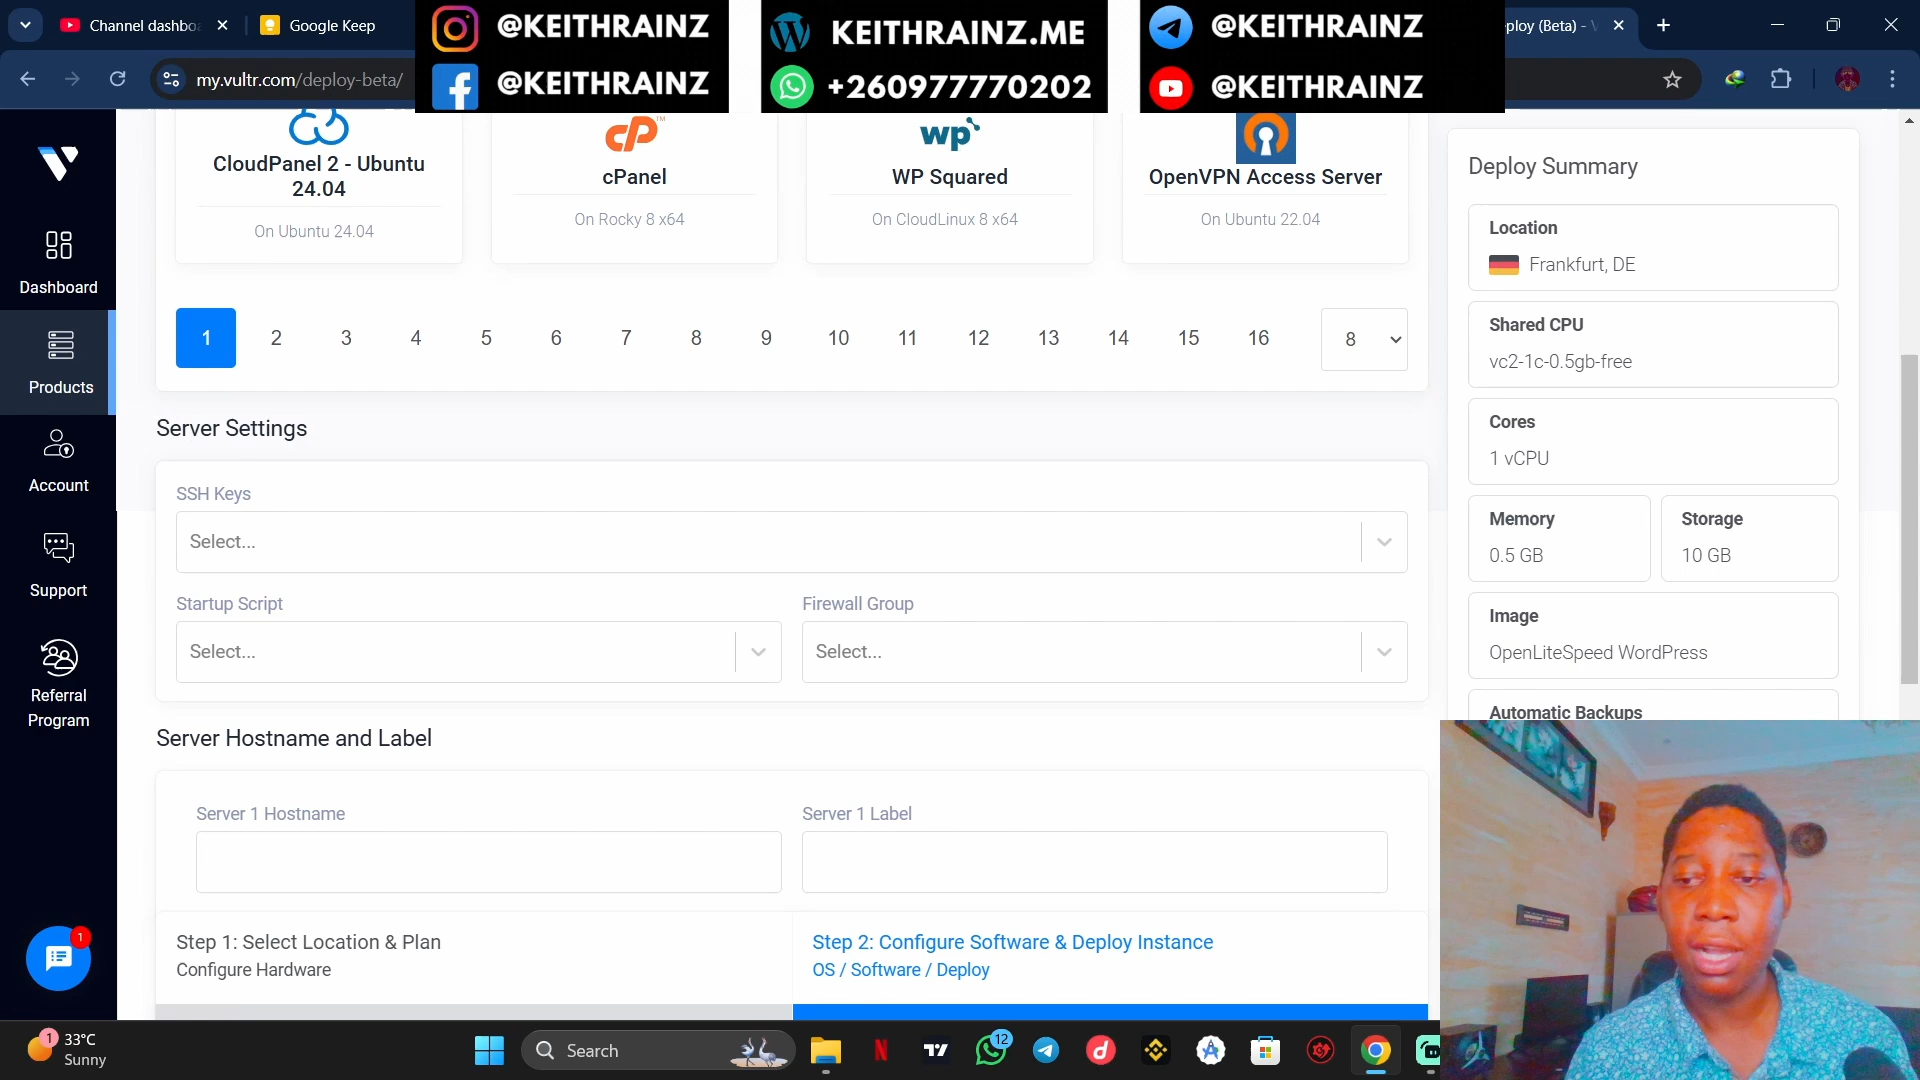 Channel dashbo
Google Keep
@KEITHRAINZ
@KEITHRAINZ
KEITHRAINZ.ME
+260977770202
@KEITHRAINZ
@KEITHRAINZ
ploy (Beta) -
my.vultr.com/deploy-beta/
Dashboard
Products
Account
Support
Referral
Program
1
CloudPanel 2 - Ubuntu
24.04
On Ubuntu 24.04
cP™
cPanel
On Rocky 8 x64
wp
WP Squared
On CloudLinux 8 x64
OpenVPN Access Server
On Ubuntu 22.04
1 2 3 4 5 6 7 8 9 10 11 12 13 14 15 16 8
Server Settings
SSH Keys
Select...
Startup Script
Select...
Firewall Group
Select...
Server Hostname and Label
Server 1 Hostname
Server 1 Label
Step 1: Select Location & Plan
Configure Hardware
Step 2: Configure Software & Deploy Instance
OS / Software / Deploy
Deploy Summary
Location
Frankfurt, DE
Shared CPU
vc2-1c-0.5gb-free
Cores
1 vCPU
Memory
0.5 GB
Storage
10 GB
Image
OpenLiteSpeed WordPress
Automatic Backups
1
33°C
Sunny
Search
N
12